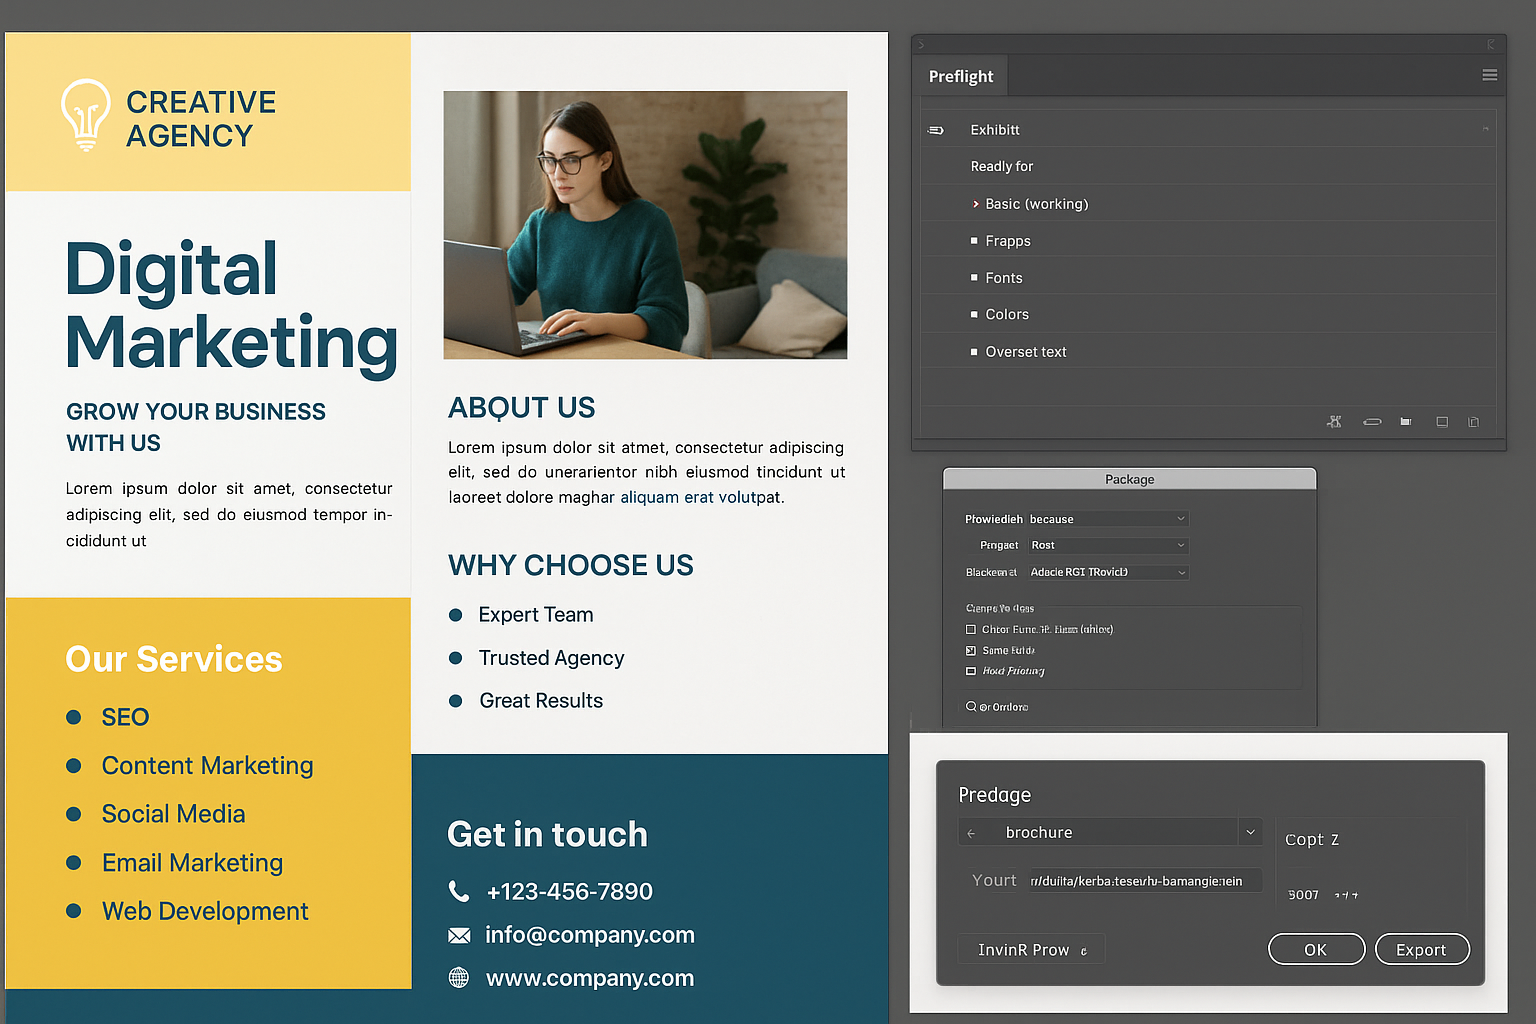 CREATIVE
AGENCY
Digital
Marketing
GROW YOUR BUSINESS
WITH US
Lorem ipsum dolor sit amet, consectetur
adipiscing elit, sed do eiusmod tempor in-
cididunt ut
Our Services
SEO
Content Marketing
Social Media
Email Marketing
Web Development
ABOUT US
Lorem ipsum dolor sit atmet, consectetur adipiscing
elit, sed do unerarientor nibh eiusmod tincidunt ut
laoreet dolore maghar aliquam erat volutpat.
WHY CHOOSE US
Expert Team
Trusted Agency
Great Results
Get in touch
+123-456-7890
info@company.com
www.company.com
Preflight
Exhibitt
Readly for
Basic (working)
Frapps
Fonts
Colors
Overset text
Package
because
Rost
Same
Predage
brochure
Copt Z
Yourt
InvinR Prow
OK
Export